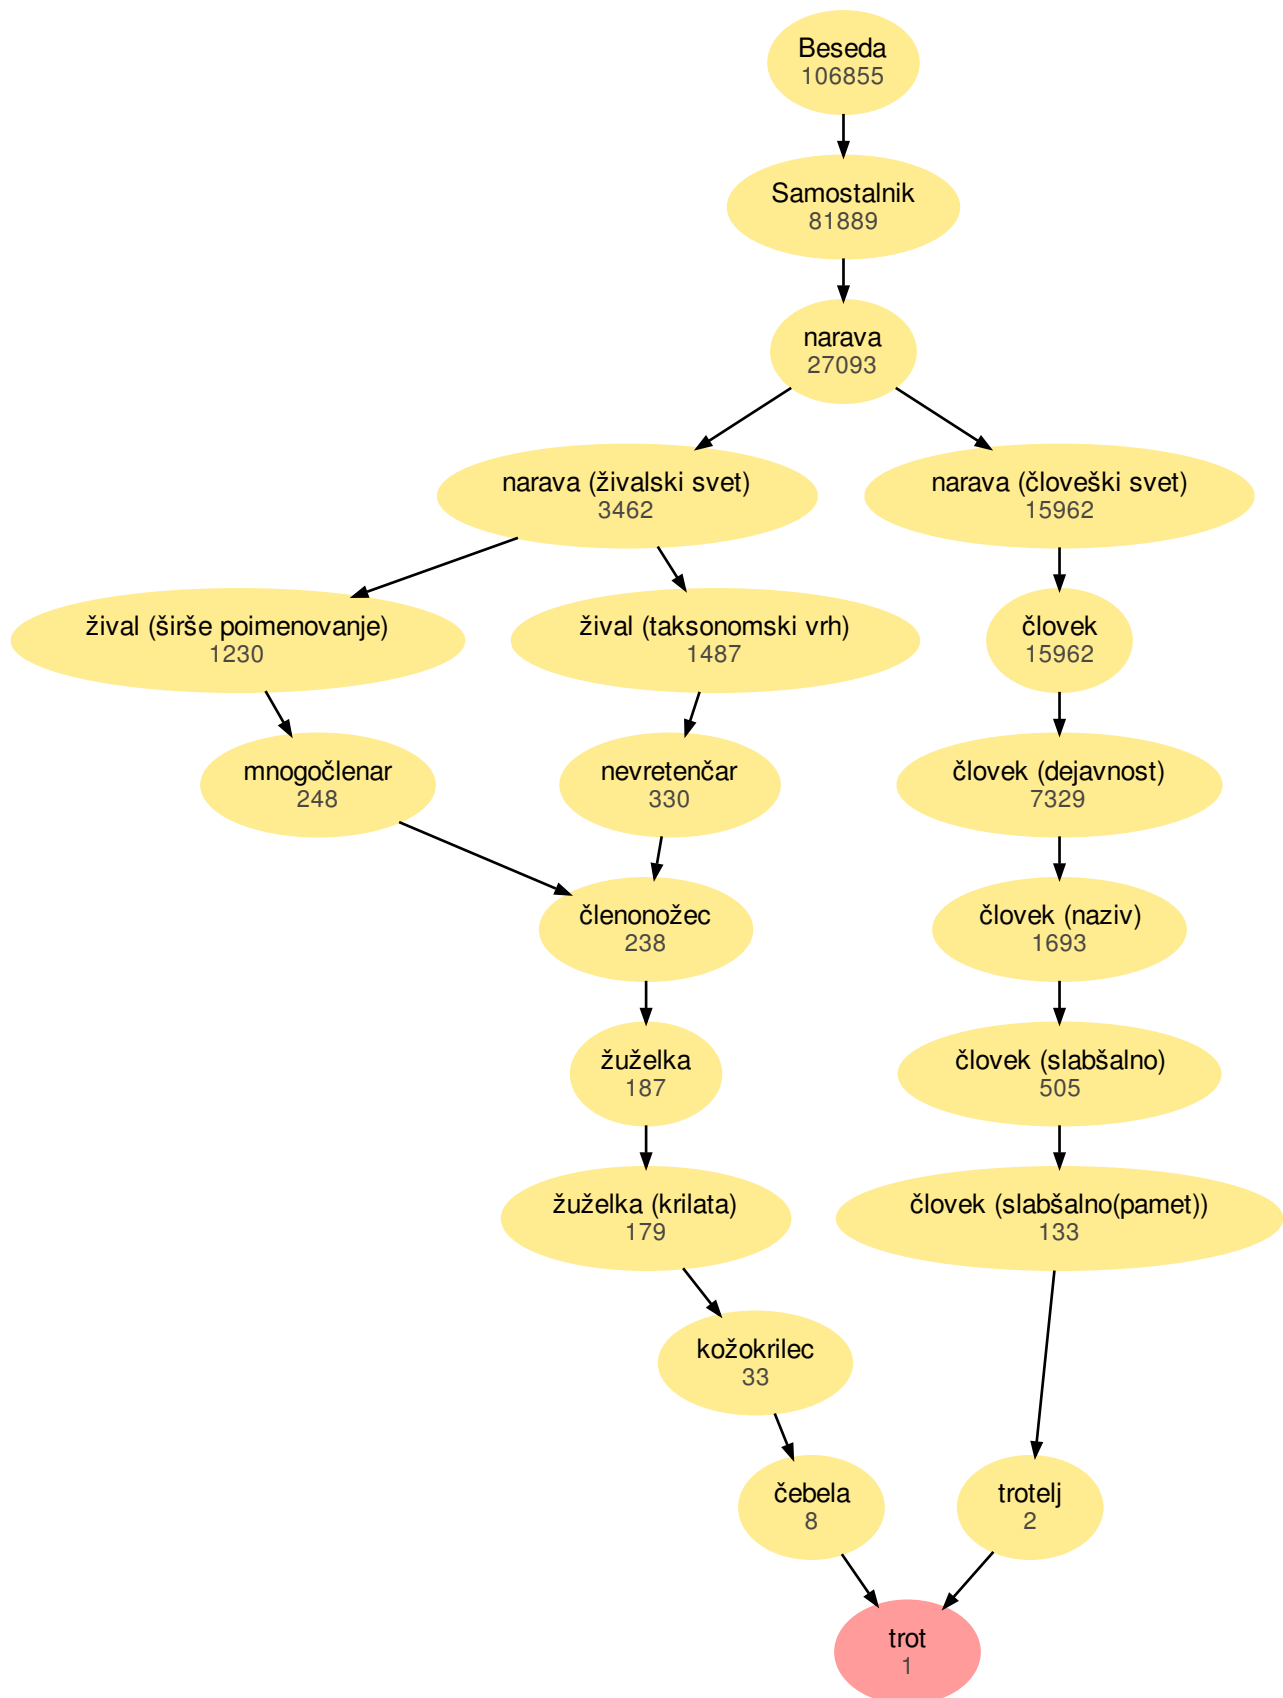 Beseda
106855
Samostalnik
81889
narava
27093
narava (živalski svet)
3462
narava (človeški svet)
15962
žival (širše poimenovanje)
1230
žival (taksonomski vrh)
1487
človek
15962
mnogočlenar
248
nevretenčar
330
človek (dejavnost)
7329
členonožec
238
človek (naziv)
1693
žuželka
187
človek (slabšalno)
505
žuželka (krilata)
179
človek (slabšalno(pamet))
133
kožokrilec
33
čebela
8
trotelj
2
trot
1